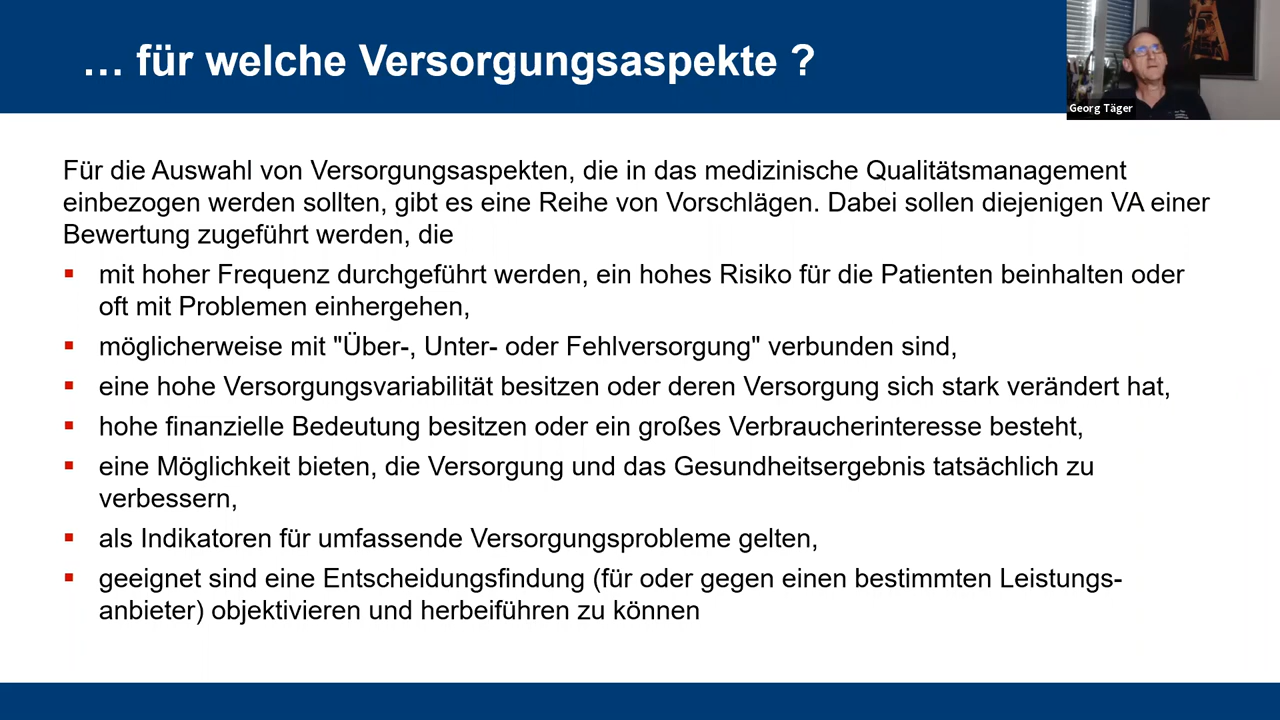 ... für welche Versorgungsaspekte ?
Georg Täger
Für die Auswahl von Versorgungsaspekten, die in das medizinische Qualitätsmanagement
einbezogen werden sollten, gibt es eine Reihe von Vorschlägen. Dabei sollen diejenigen VA einer
Bewertung zugeführt werden, die
▪ mit hoher Frequenz durchgeführt werden, ein hohes Risiko für die Patienten beinhalten oder
oft mit Problemen einhergehen,
▪ möglicherweise mit "Über-, Unter- oder Fehlversorgung" verbunden sind,
▪ eine hohe Versorgungsvariabilität besitzen oder deren Versorgung sich stark verändert hat,
▪ hohe finanzielle Bedeutung besitzen oder ein großes Verbraucherinteresse besteht,
▪ eine Möglichkeit bieten, die Versorgung und das Gesundheitsergebnis tatsächlich zu
verbessern,
▪ als Indikatoren für umfassende Versorgungsprobleme gelten,
▪ geeignet sind eine Entscheidungsfindung (für oder gegen einen bestimmten Leistungs-
anbieter) objektivieren und herbeiführen zu können